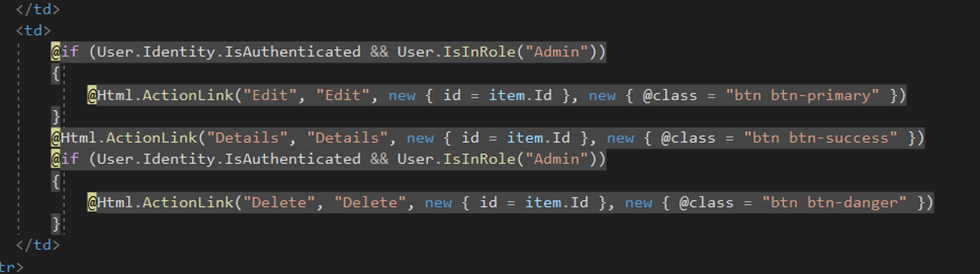 </td>
<td>
@if (User.Identity.IsAuthenticated && User.IsInRole("Admin"))
{
@Html.ActionLink("Edit", "Edit", new { id = item.Id }, new { @class = "btn btn-primary" })
}
@Html.ActionLink("Details", "Details", new { id = item.Id }, new { @class = "btn btn-success" })
@if (User.Identity.IsAuthenticated && User.IsInRole("Admin"))
{
@Html.ActionLink("Delete", "Delete", new { id = item.Id }, new { @class = "btn btn-danger" })
}
</td>
tr>